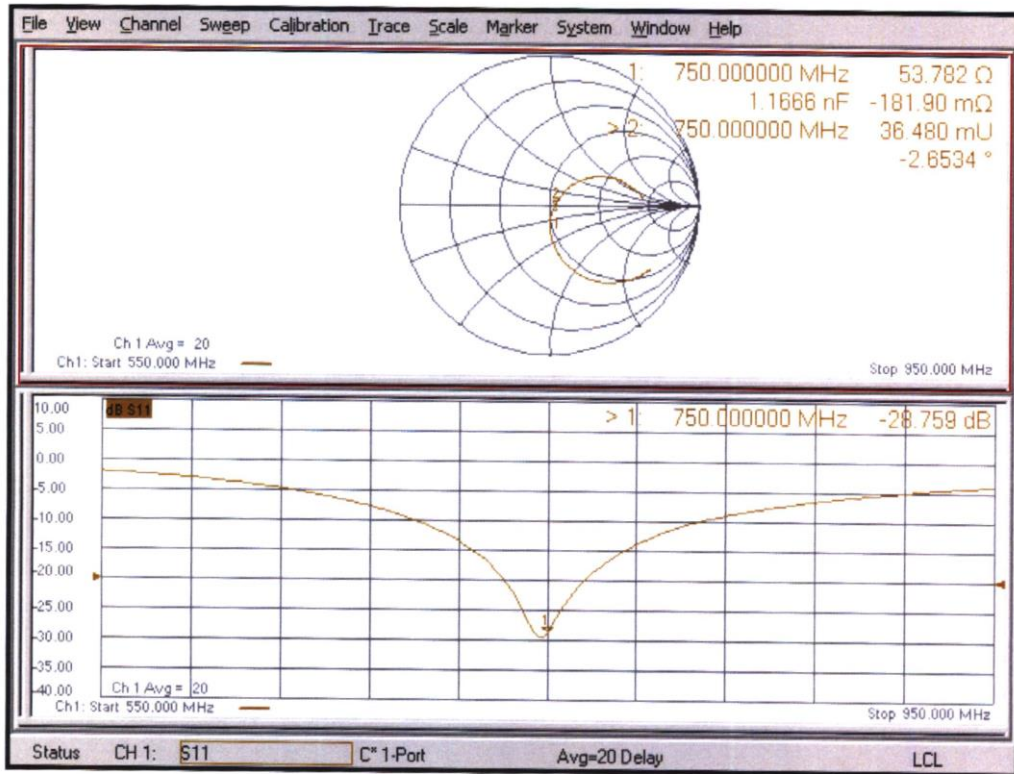 File View Channel Sweep Calibration Trace Scale Marker System Window Help
1: 750.000000 MHz 53.782 Ω
1.1666 nF -181.90 mΩ
> 2: 750.000000 MHz 36.480 mU
-2.6534 °
Ch 1 Avg = 20
Ch1: Start 550.000 MHz
Stop 950.000 MHz
10.00
dB S11
> 1: 750.000000 MHz -28.759 dB
5.00
0.00
-5.00
-10.00
-15.00
-20.00
-25.00
1
-30.00
-35.00
-40.00
Ch 1 Avg = 20
Ch1: Start 550.000 MHz
Stop 950.000 MHz
Status CH 1: S11 C* 1-Port Avg=20 Delay LCL